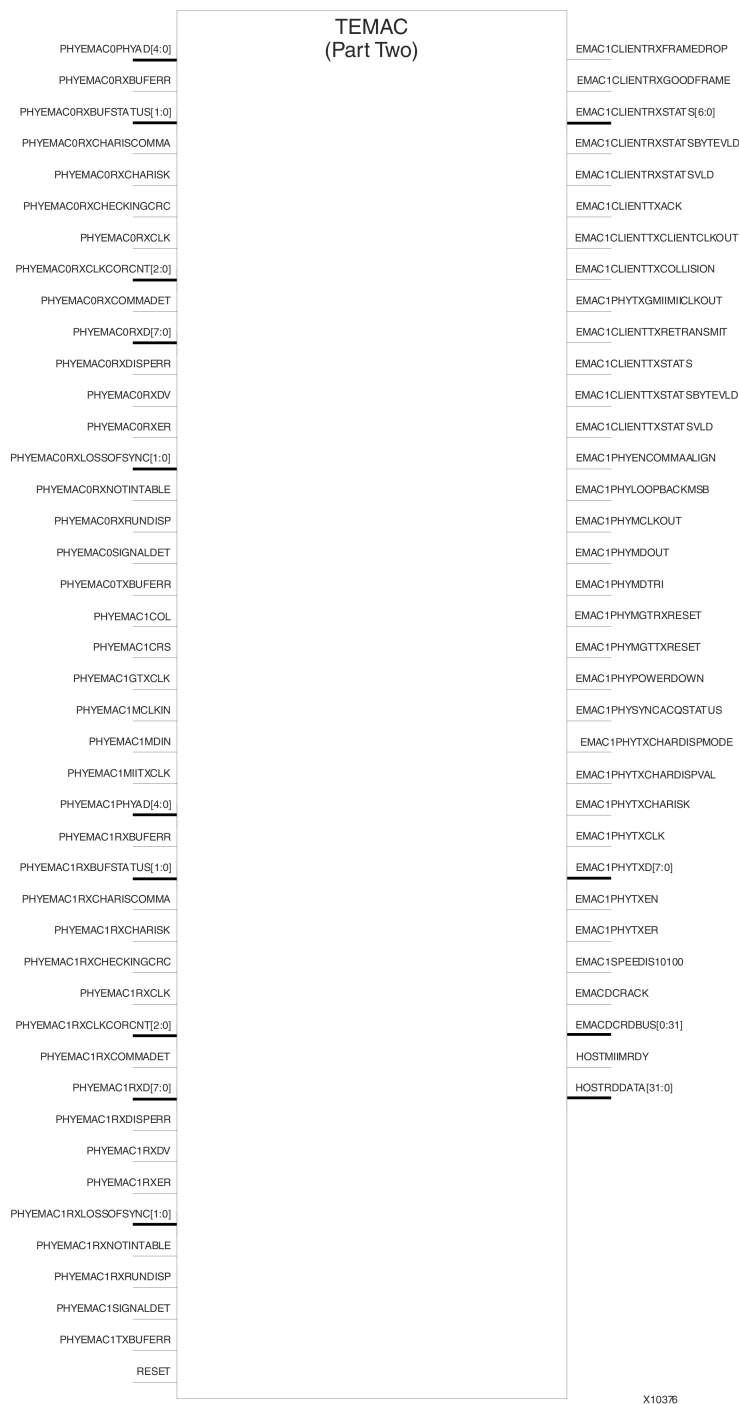 TEMAC
(Part Two)
PHYEMAC0PHYAD[4:0]
PHYEMAC0RXBUFERR
PHYEMAC0RXBUFSTATUS[1:0]
PHYEMAC0RXCHARISCOMMA
PHYEMAC0RXCHARISK
PHYEMAC0RXCHECKINGCRC
PHYEMAC0RXCLK
PHYEMAC0RXCLKCORCNT[2:0]
PHYEMAC0RXCOMMADET
PHYEMAC0RXD[7:0]
PHYEMAC0RXDISPERR
PHYEMAC0RXDV
PHYEMAC0RXER
PHYEMAC0RXLOSSOFSYNC[1:0]
PHYEMAC0RXNOTINTABLE
PHYEMAC0RXRUNDISP
PHYEMAC0SIGNALDET
PHYEMAC0TXBUFERR
PHYEMAC1COL
PHYEMAC1CRS
PHYEMAC1GTXCLK
PHYEMAC1MCLKIN
PHYEMAC1MDIN
PHYEMAC1MIITXCLK
PHYEMAC1PHYAD[4:0]
PHYEMAC1RXBUFERR
PHYEMAC1RXBUFSTATUS[1:0]
PHYEMAC1RXCHARISCOMMA
PHYEMAC1RXCHARISK
PHYEMAC1RXCHECKINGCRC
PHYEMAC1RXCLK
PHYEMAC1RXCLKCORCNT[2:0]
PHYEMAC1RXCOMMADET
PHYEMAC1RXD[7:0]
PHYEMAC1RXDISPERR
PHYEMAC1RXDV
PHYEMAC1RXER
PHYEMAC1RXLOSSOFSYNC[1:0]
PHYEMAC1RXNOTINTABLE
PHYEMAC1RXRUNDISP
PHYEMAC1SIGNALDET
PHYEMAC1TXBUFERR
RESET
EMAC1CLIENTRXFRAMEDROP
EMAC1CLIENTRXGOODFRAME
EMAC1CLIENTRXSTATS[6:0]
EMAC1CLIENTRXSTATSBYTEVLD
EMAC1CLIENTRXSTATSVLD
EMAC1CLIENTTXACK
EMAC1CLIENTTXCLIENTCLKOUT
EMAC1CLIENTTXCOLLISION
EMAC1PHYTXGMIIMIICLKOUT
EMAC1CLIENTTXRETRANSMIT
EMAC1CLIENTTXSTATS
EMAC1CLIENTTXSTATSBYTEVLD
EMAC1CLIENTTXSTATSVLD
EMAC1PHYENCOMMAALIGN
EMAC1PHYLOOPBACKMSB
EMAC1PHYMCLKOUT
EMAC1PHYMDOUT
EMAC1PHYMDTRI
EMAC1PHYMGTRXRESET
EMAC1PHYMGTTXRESET
EMAC1PHYPOWERDOWN
EMAC1PHYSYNCACQSTATUS
EMAC1PHYTXCHARDISPMODE
EMAC1PHYTXCHARDISPVAL
EMAC1PHYTXCHARISK
EMAC1PHYTXCLK
EMAC1PHYTXD[7:0]
EMAC1PHYTXEN
EMAC1PHYTXER
EMAC1SPEEDIS10100
EMACDCRACK
EMACDCRDBUS[0:31]
HOSTMIIMRDY
HOSTRDDATA[31:0]
X10376